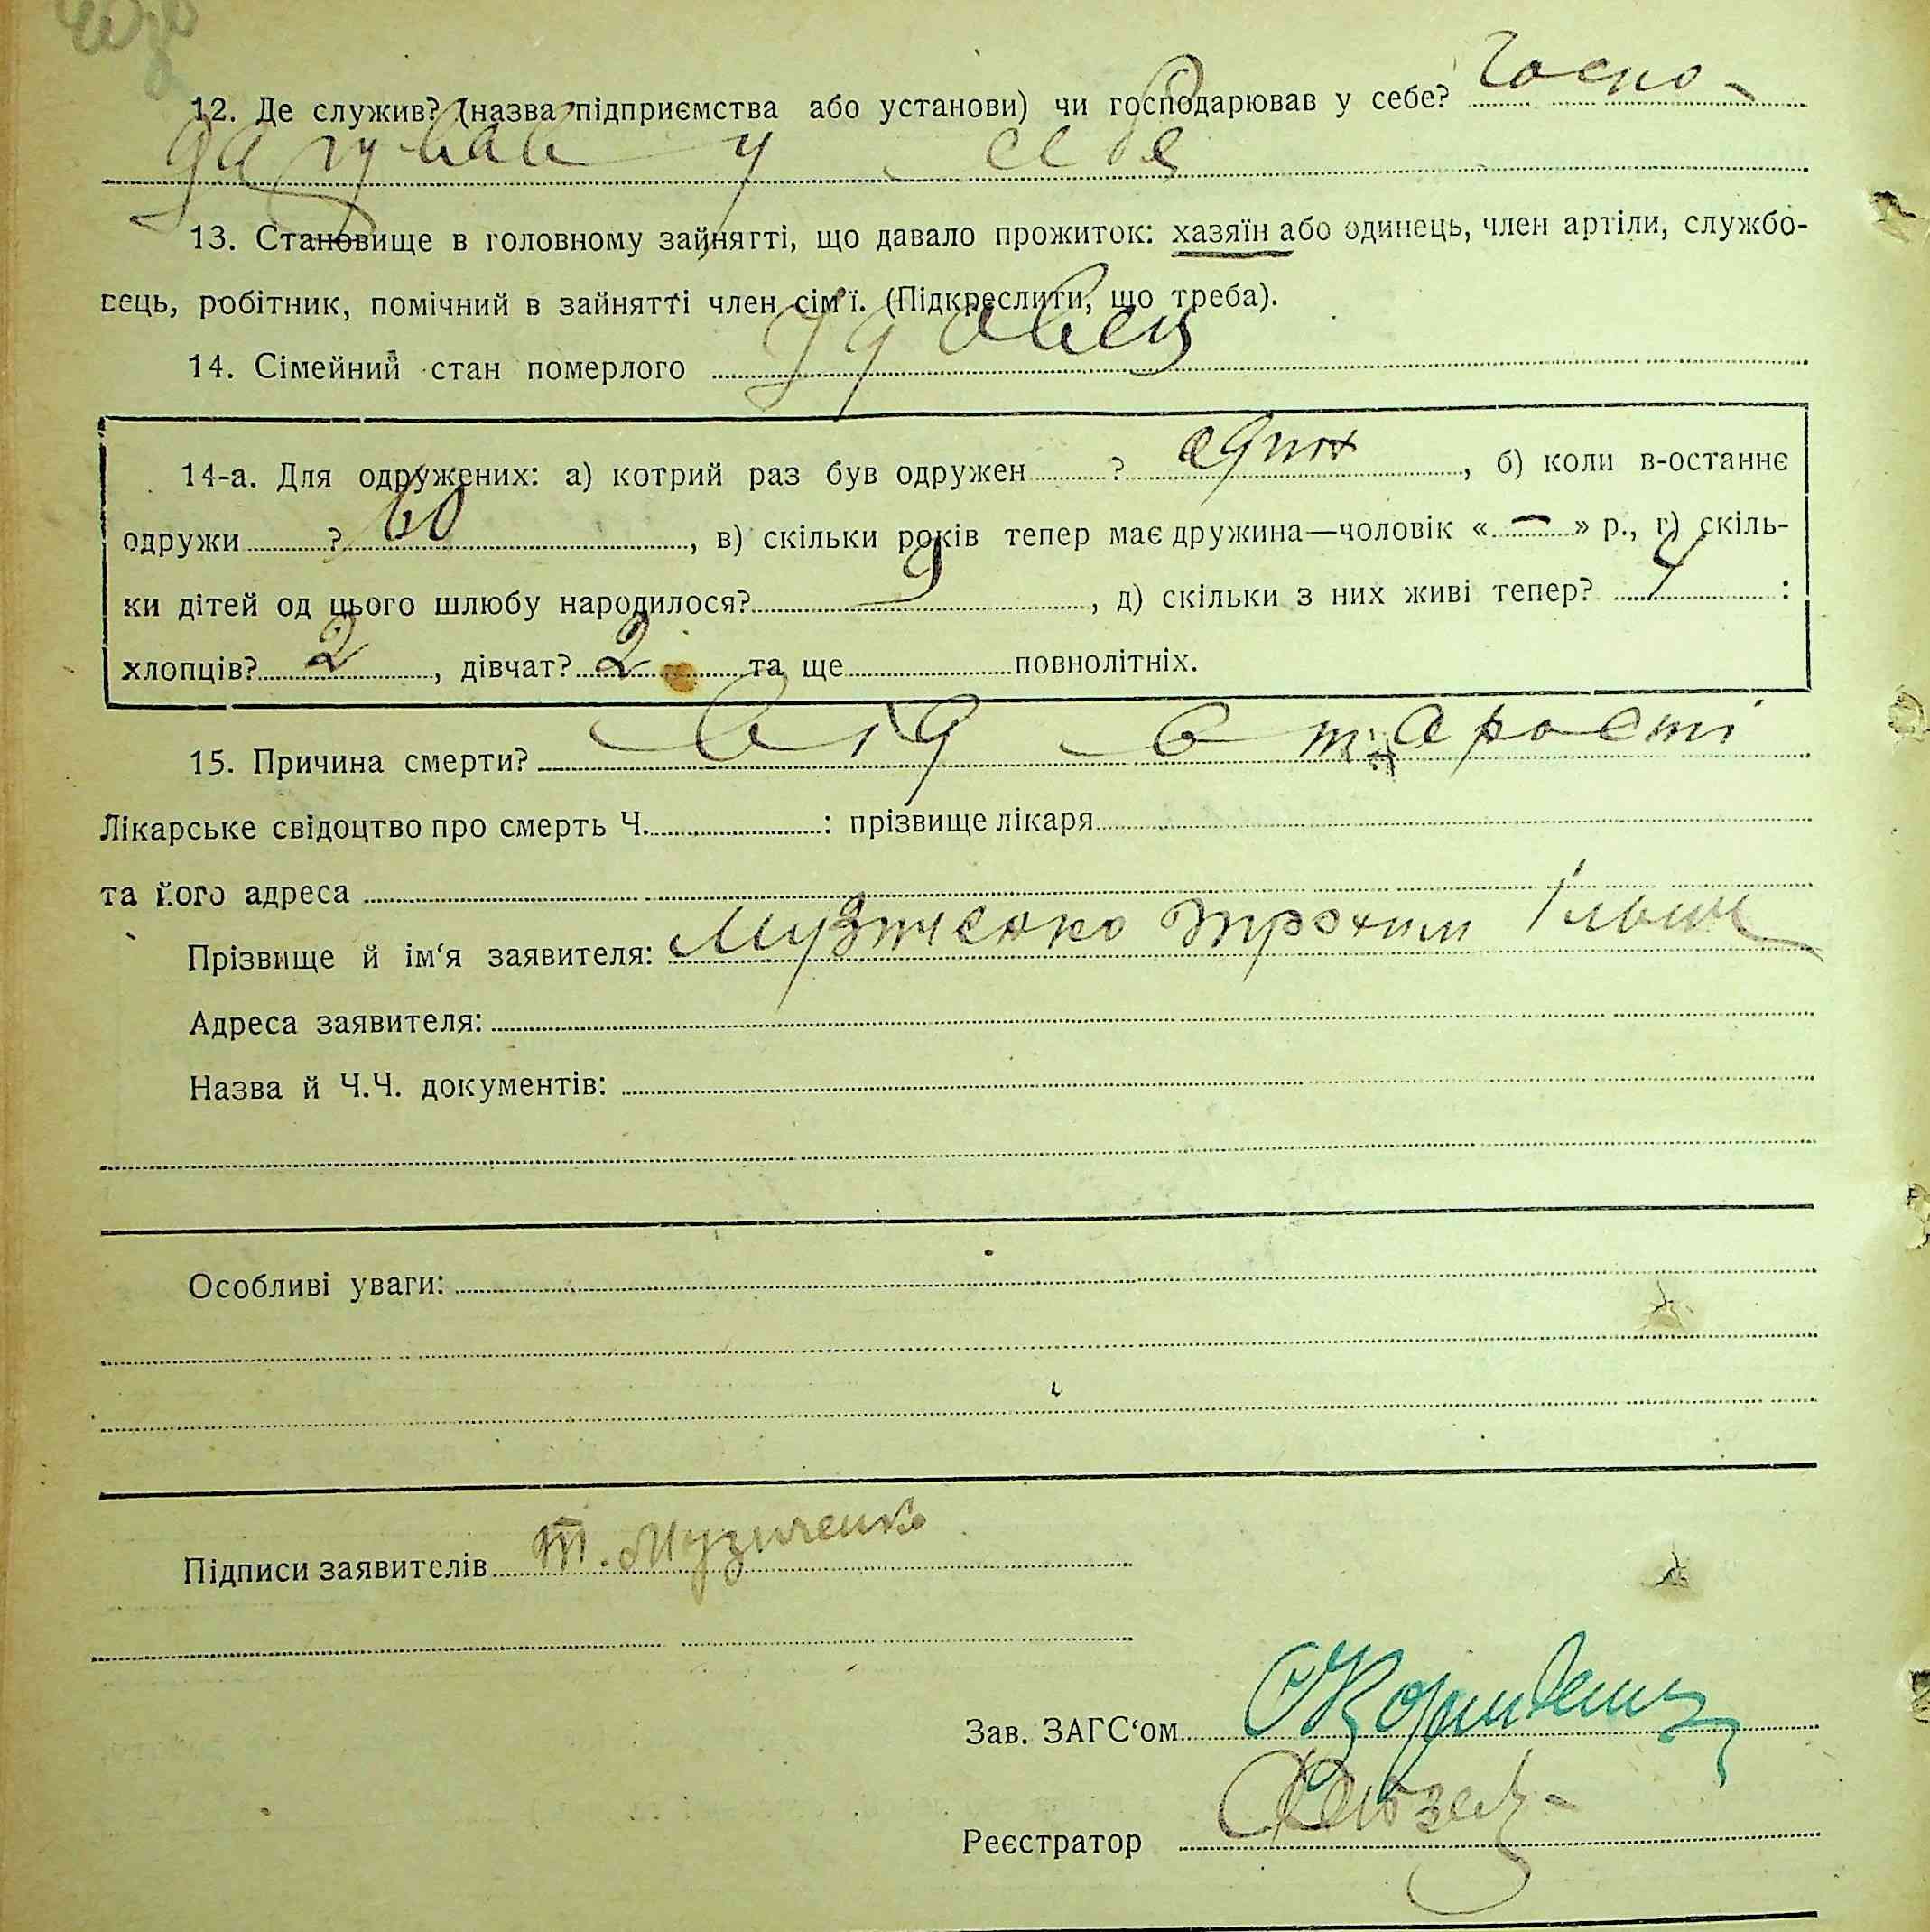 12. Де служив? (назва підприємства або установи) чи господарював у себе? Госпо-
дарував у себе
13. Становище в головному зайнятті, що давало прожиток: хазяїн або одинець, член артіли, службо-
вець, робітник, помічний в зайнятті член сім'ї. (Підкреслити, що треба).
14. Сімейний стан померлого удовець
14-а. Для одружених: а) котрий раз був одружен ? один, б) коли в-останнє
одружи ? 60, в) скільки років тепер має дружина—чоловік « — » р., г) скіль-
ки дітей од цього шлюбу народилося? 9, д) скільки з них живі тепер? 4 :
хлопців? 2, дівчат? 2 та ще повнолітніх.
15. Причина смерти? Від старості
Лікарське свідоцтво про смерть Ч. : прізвище лікаря
та його адреса
Прізвище й ім'я заявителя: Музиченко Трохим
Адреса заявителя:
Назва й Ч.Ч. документів:
Особливі уваги:
Підписи заявителів Т. Музиченко
Зав. ЗАГС'ом
Реєстратор